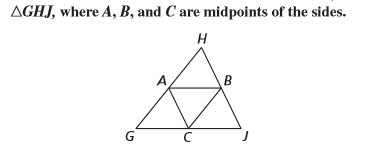 △GHJ, where A, B, and C are midpoints of the sides.
H
A B
G C J